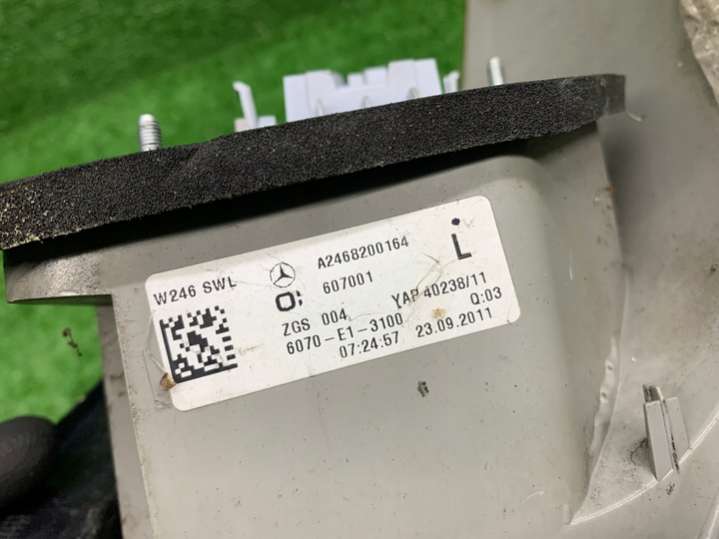 W246 SWL
A2468200164
L
607001
ZGS 004 YAP 40238/11
6070-E1-3100 Q:03
07:24:57 23.09.2011